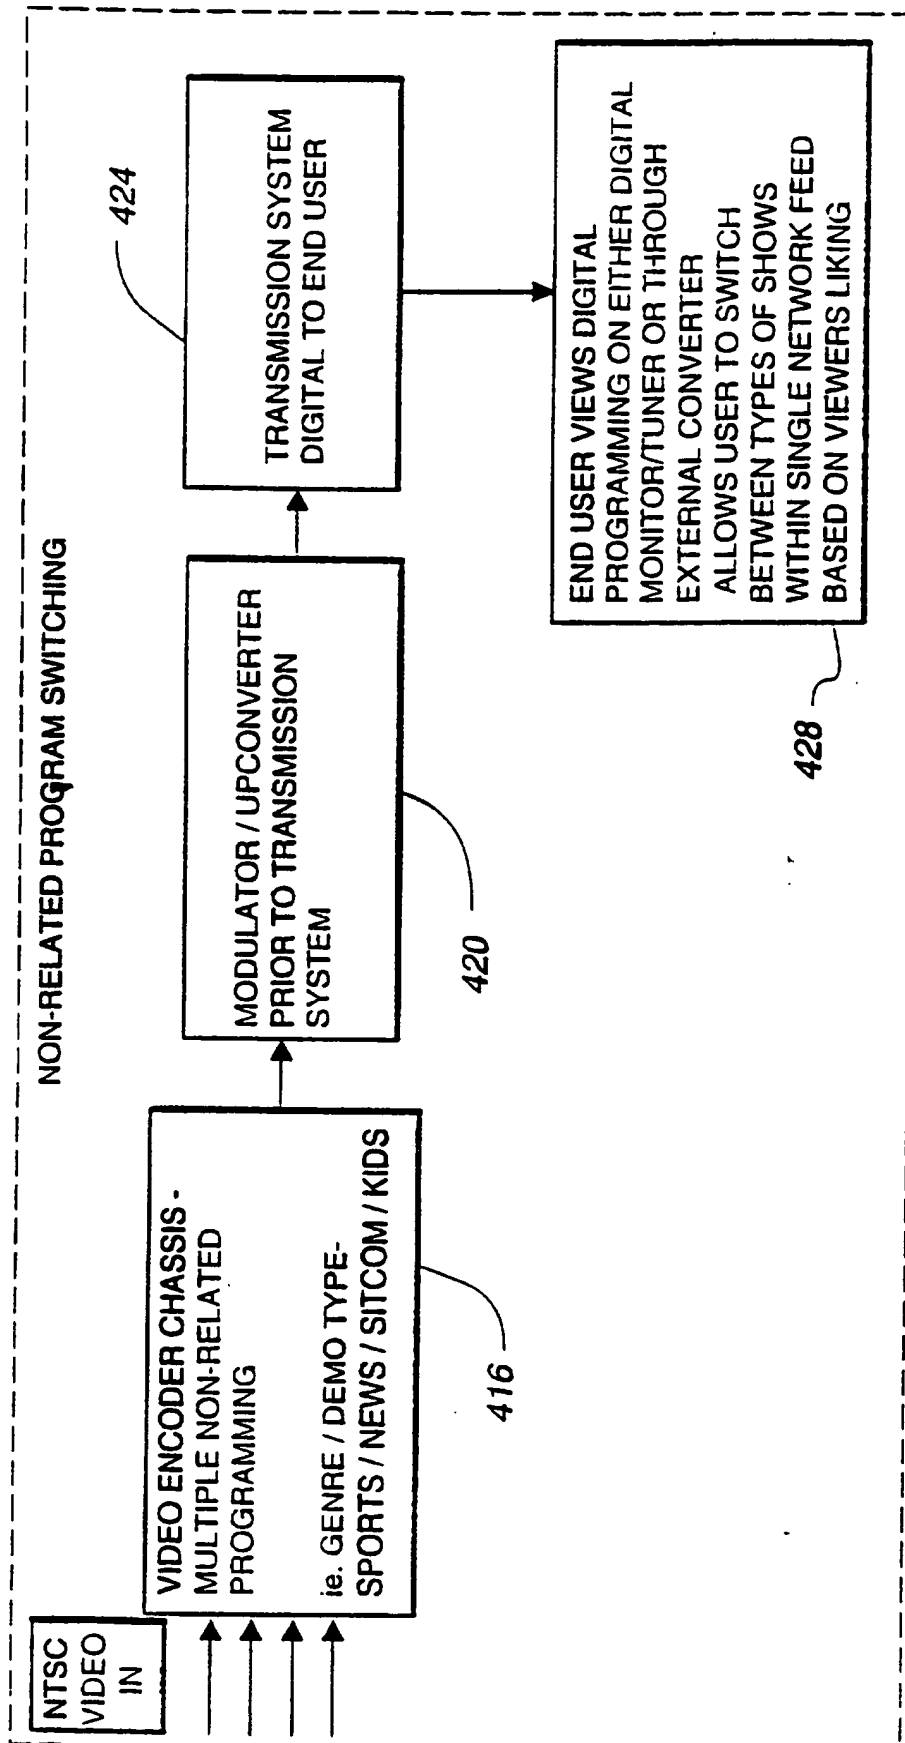 NON-RELATED PROGRAM SWITCHING
NTSC
VIDEO
IN
VIDEO ENCODER CHASSIS -
MULTIPLE NON-RELATED
PROGRAMMING
ie. GENRE / DEMO TYPE-
SPORTS / NEWS / SITCOM / KIDS
416
MODULATOR / UPCONVERTER
PRIOR TO TRANSMISSION
SYSTEM
420
TRANSMISSION SYSTEM
DIGITAL TO END USER
424
END USER VIEWS DIGITAL
PROGRAMMING ON EITHER DIGITAL
MONITOR/TUNER OR THROUGH
EXTERNAL CONVERTER
ALLOWS USER TO SWITCH
BETWEEN TYPES OF SHOWS
WITHIN SINGLE NETWORK FEED
BASED ON VIEWERS LIKING
428